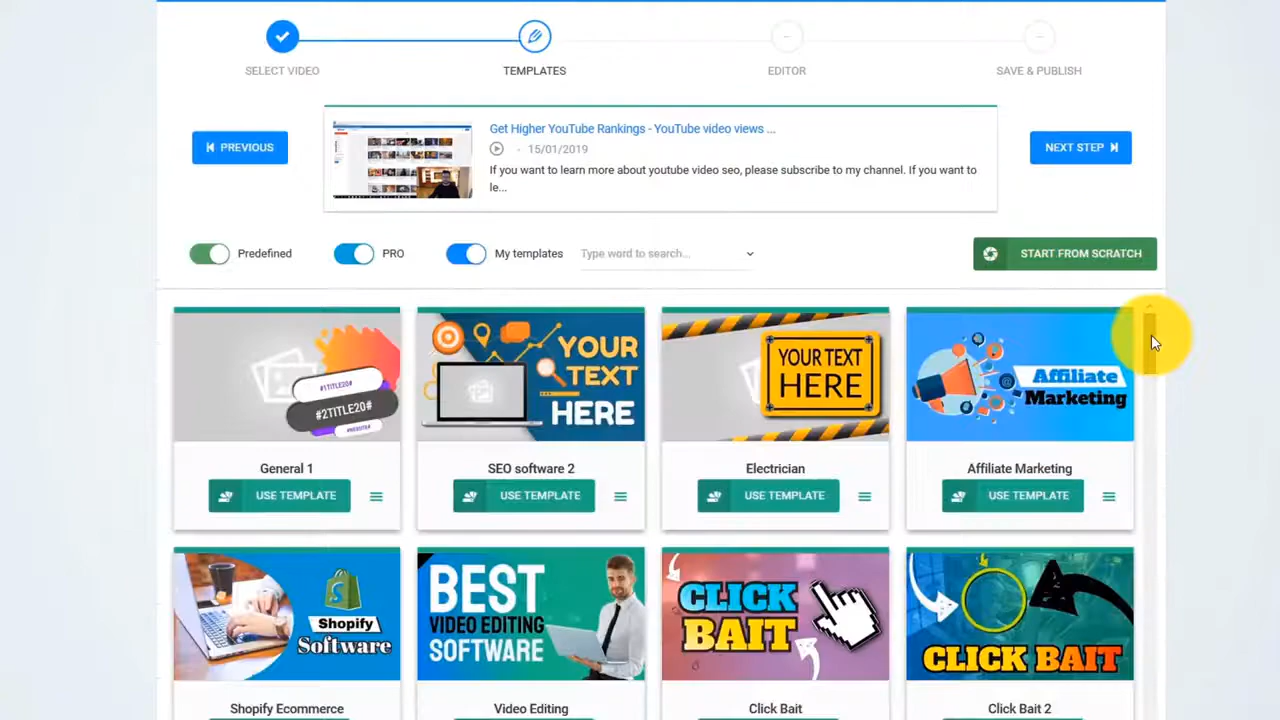 SELECT VIDEO
TEMPLATES
EDITOR
SAVE & PUBLISH
PREVIOUS
Get Higher YouTube Rankings - YouTube video views ...
- 15/01/2019
If you want to learn more about youtube video seo, please subscribe to my channel. If you want to
le...
NEXT STEP
Predefined
PRO
My templates
Type word to search...
START FROM SCRATCH
#1TITLE20#
#2TITLE20#
YOUR
TEXT
HERE
YOUR TEXT
HERE
Affiliate
Marketing
General 1
SEO software 2
Electrician
Affiliate Marketing
USE TEMPLATE
USE TEMPLATE
USE TEMPLATE
USE TEMPLATE
Shopify
Software
BEST
VIDEO EDITING
SOFTWARE
CLICK
BAIT
CLICK BAIT
Shopify Ecommerce
Video Editing
Click Bait
Click Bait 2